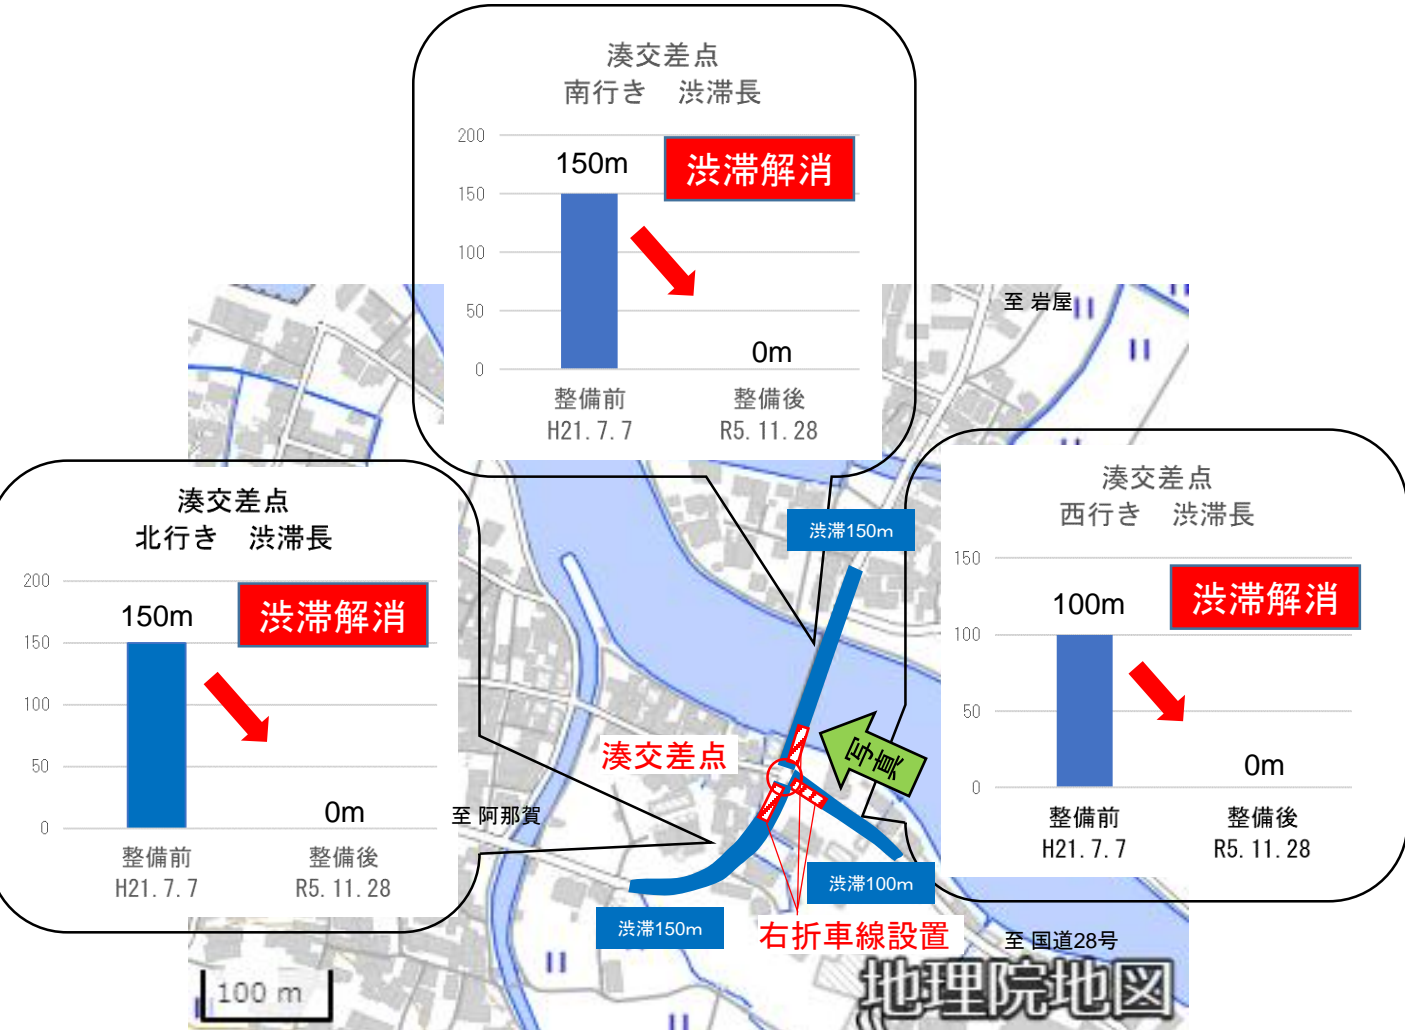 湊交差点
南行き　渋滞長
200
150
100
50
0
150m
渋滞解消
0m
整備前
H21.7.7
整備後
R5.11.28
湊交差点
北行き　渋滞長
200
150
100
50
0
150m
渋滞解消
0m
整備前
H21.7.7
整備後
R5.11.28
湊交差点
西行き　渋滞長
150
100
50
0
100m
渋滞解消
0m
整備前
H21.7.7
整備後
R5.11.28
至 岩屋
渋滞150m
湊交差点
写真
至 阿那賀
渋滞100m
渋滞150m
右折車線設置
至 国道28号
100 m
地理院地図